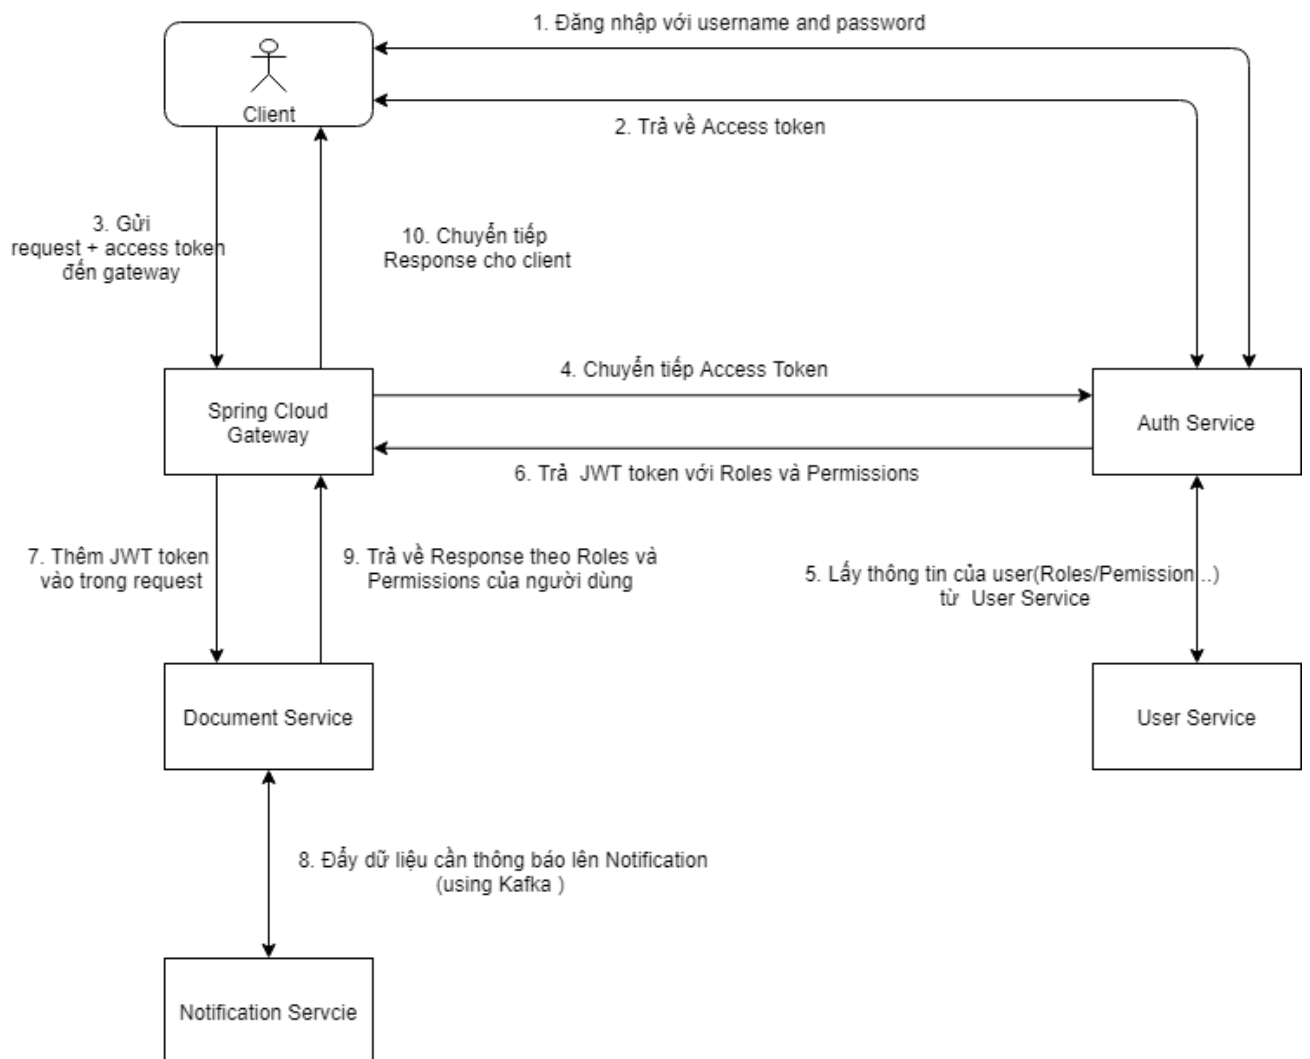 1. Đăng nhập với username and password
Client
2. Trả về Access token
3. Gửi
request + access token
đến gateway
10. Chuyển tiếp
Response cho client
4. Chuyển tiếp Access Token
Spring Cloud
Gateway
Auth Service
6. Trả JWT token với Roles và Permissions
7. Thêm JWT token
vào trong request
9. Trả về Response theo Roles và
Permissions của người dùng
5. Lấy thông tin của user(Roles/Pemission ..)
từ User Service
Document Service
User Service
8. Đẩy dữ liệu cần thông báo lên Notification
(using Kafka )
Notification Servcie